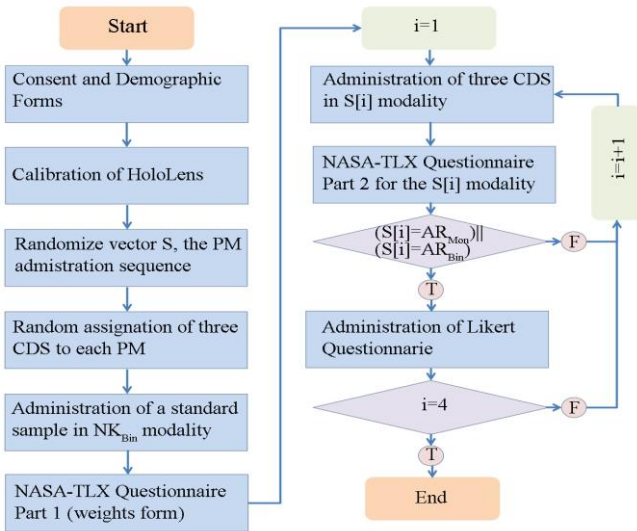 Start
Consent and Demographic
Forms
Calibration of HoloLens
Randomize vector S, the PM
admistration sequence
Random assignation of three
CDS to each PM
Administration of a standard
sample in NK_Bin modality
NASA-TLX Questionnaire
Part 1 (weights form)
i=1
Administration of three CDS
in S[i] modality
NASA-TLX Questionnaire
Part 2 for the S[i] modality
(S[i]=AR_Mon)||
(S[i]=AR_Bin)
F
T
i=i+1
Administration of Likert
Questionnarie
i=4
F
T
End